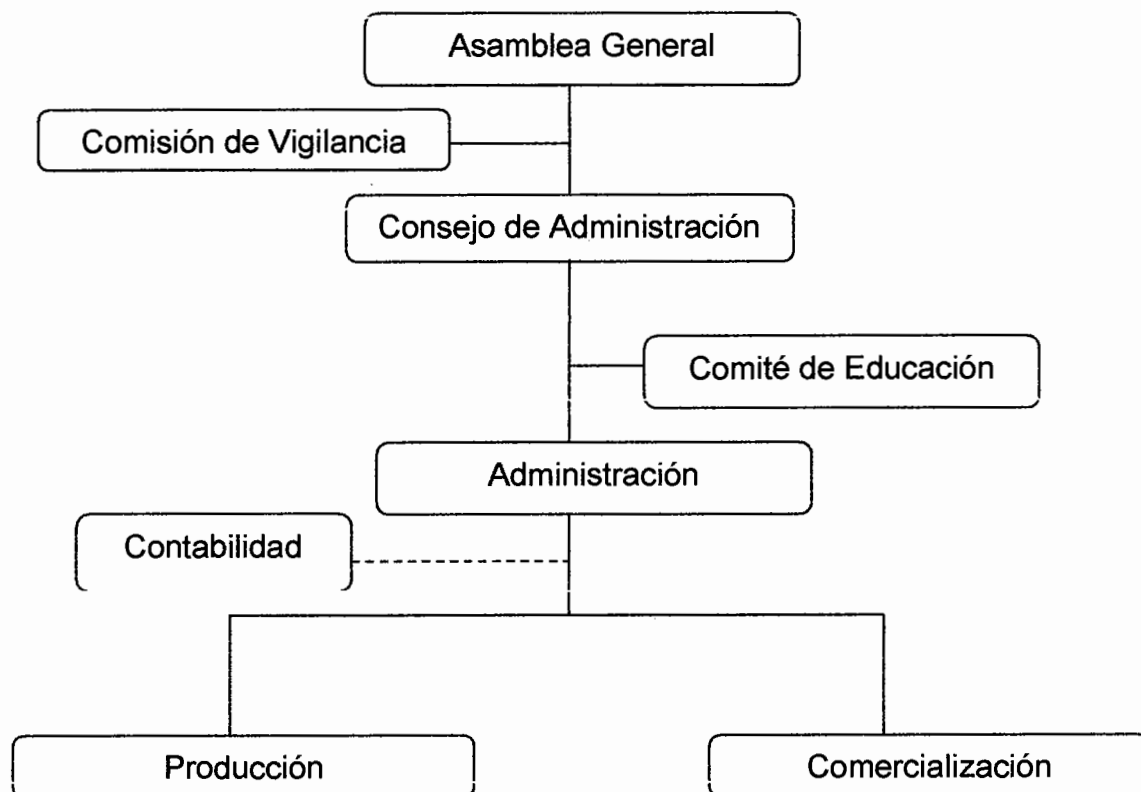 Asamblea General
Comisión de Vigilancia
Consejo de Administración
Comité de Educación
Administración
Contabilidad
Producción
Comercialización